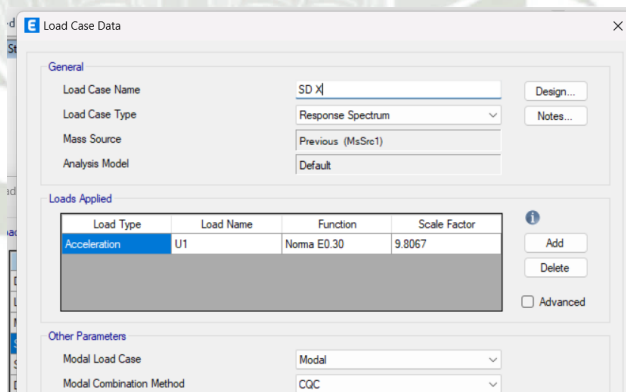 E Load Case Data
General
Load Case Name SD X Design...
Load Case Type Response Spectrum Notes...
Mass Source Previous (MsSrc1)
Analysis Model Default
Loads Applied
Load Type Load Name Function Scale Factor
Acceleration U1 Norma E0.30 9.8067
Add
Delete
Advanced
Other Parameters
Modal Load Case Modal
Modal Combination Method CQC